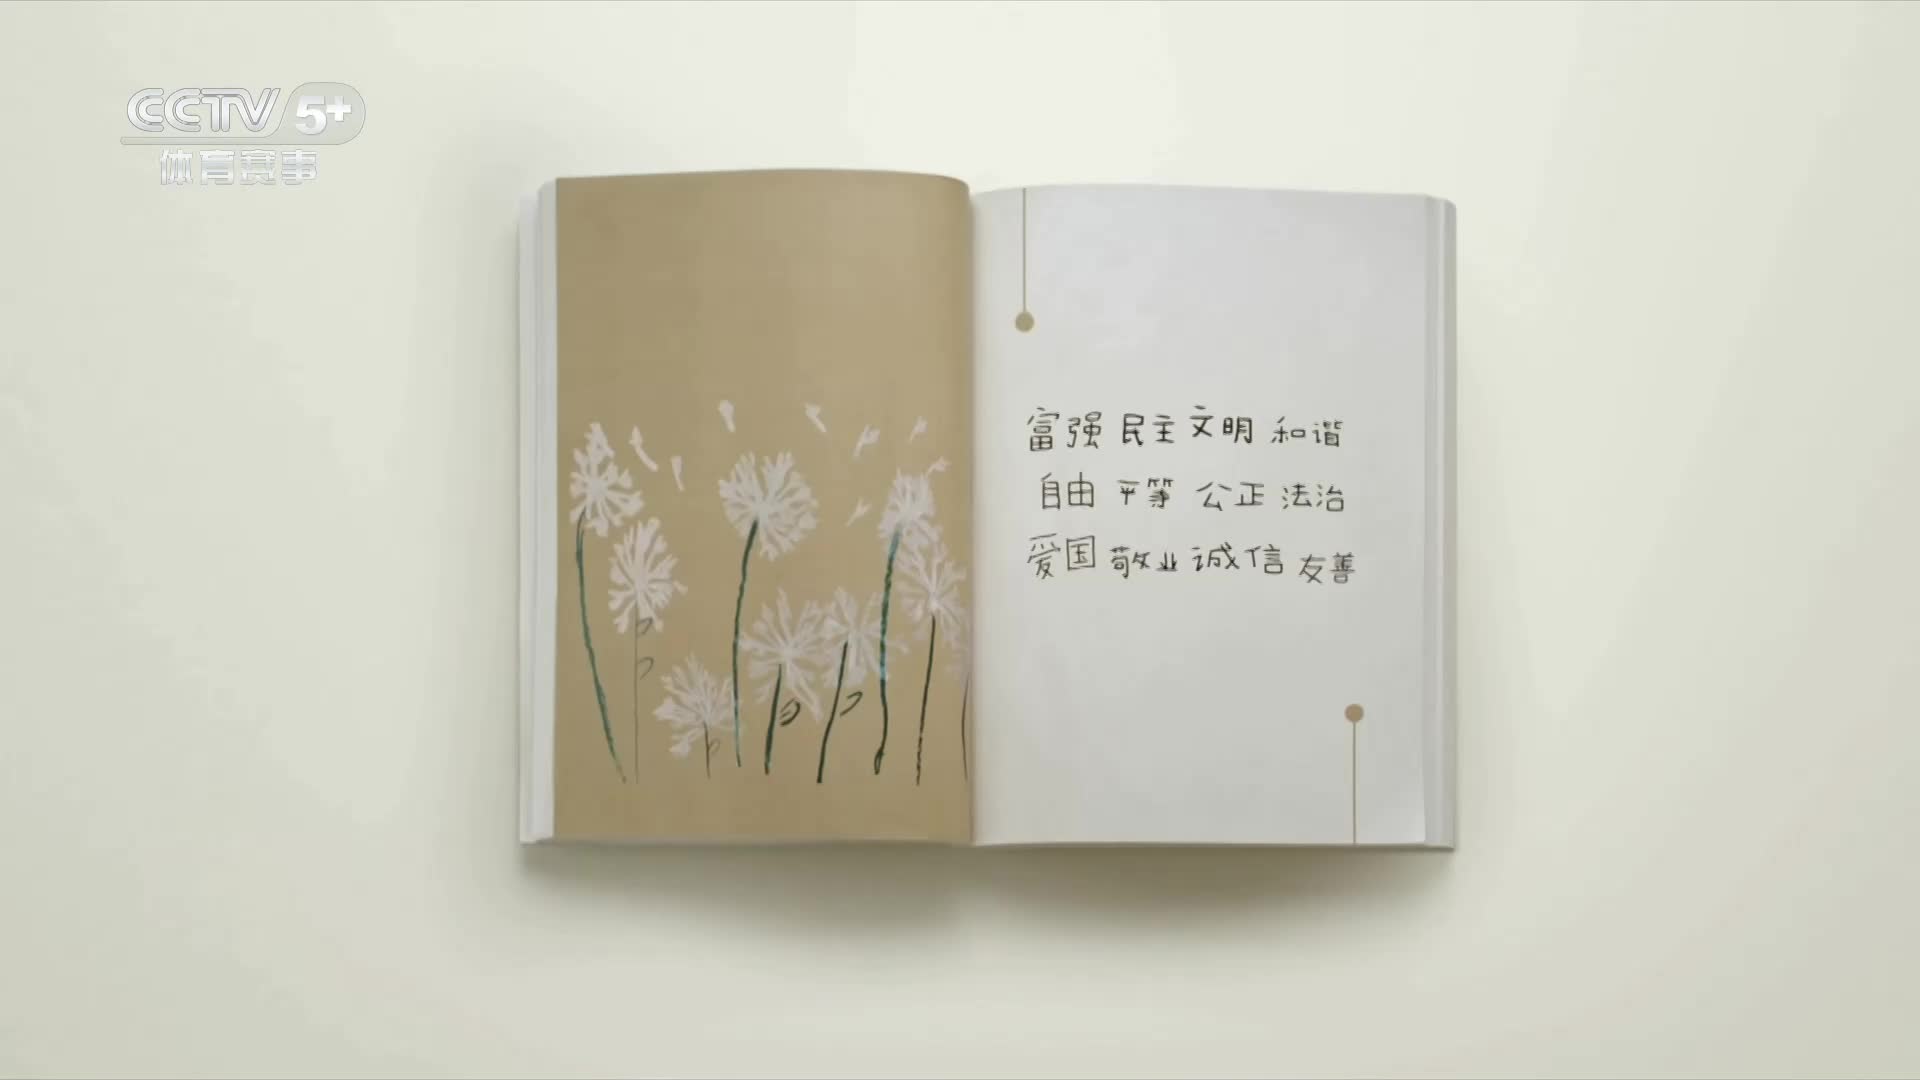 CCTV 5+
体育赛事
富强 民主 文明 和谐
自由 平等 公正 法治
爱国 敬业 诚信 友善